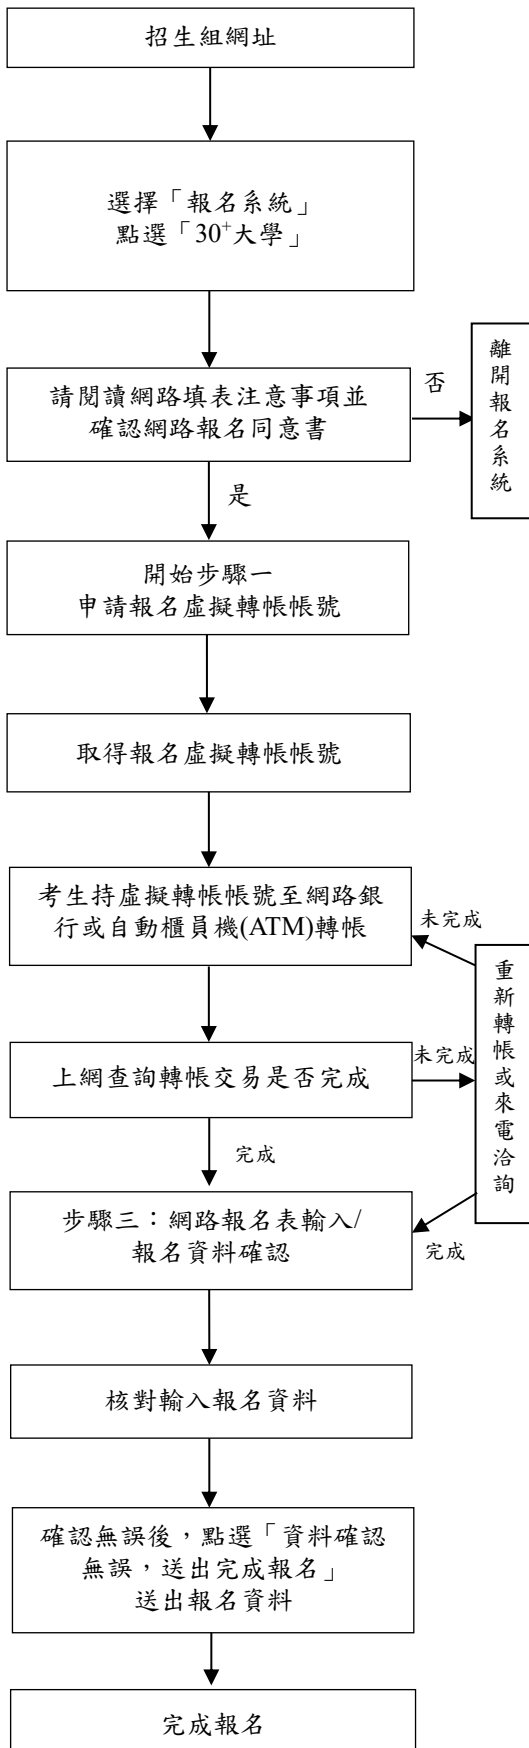 招生組網址
選擇「報名系統」
點選「30+大學」
請閱讀網路填表注意事項並
確認網路報名同意書
否
離開報名系統
是
開始步驟一
申請報名虛擬轉帳帳號
取得報名虛擬轉帳帳號
考生持虛擬轉帳帳號至網路銀
行或自動櫃員機(ATM)轉帳
未完成
重新轉帳或來電洽詢
上網查詢轉帳交易是否完成
未完成
完成
步驟三：網路報名表輸入/
報名資料確認
完成
核對輸入報名資料
確認無誤後，點選「資料確認
無誤，送出完成報名」
送出報名資料
完成報名